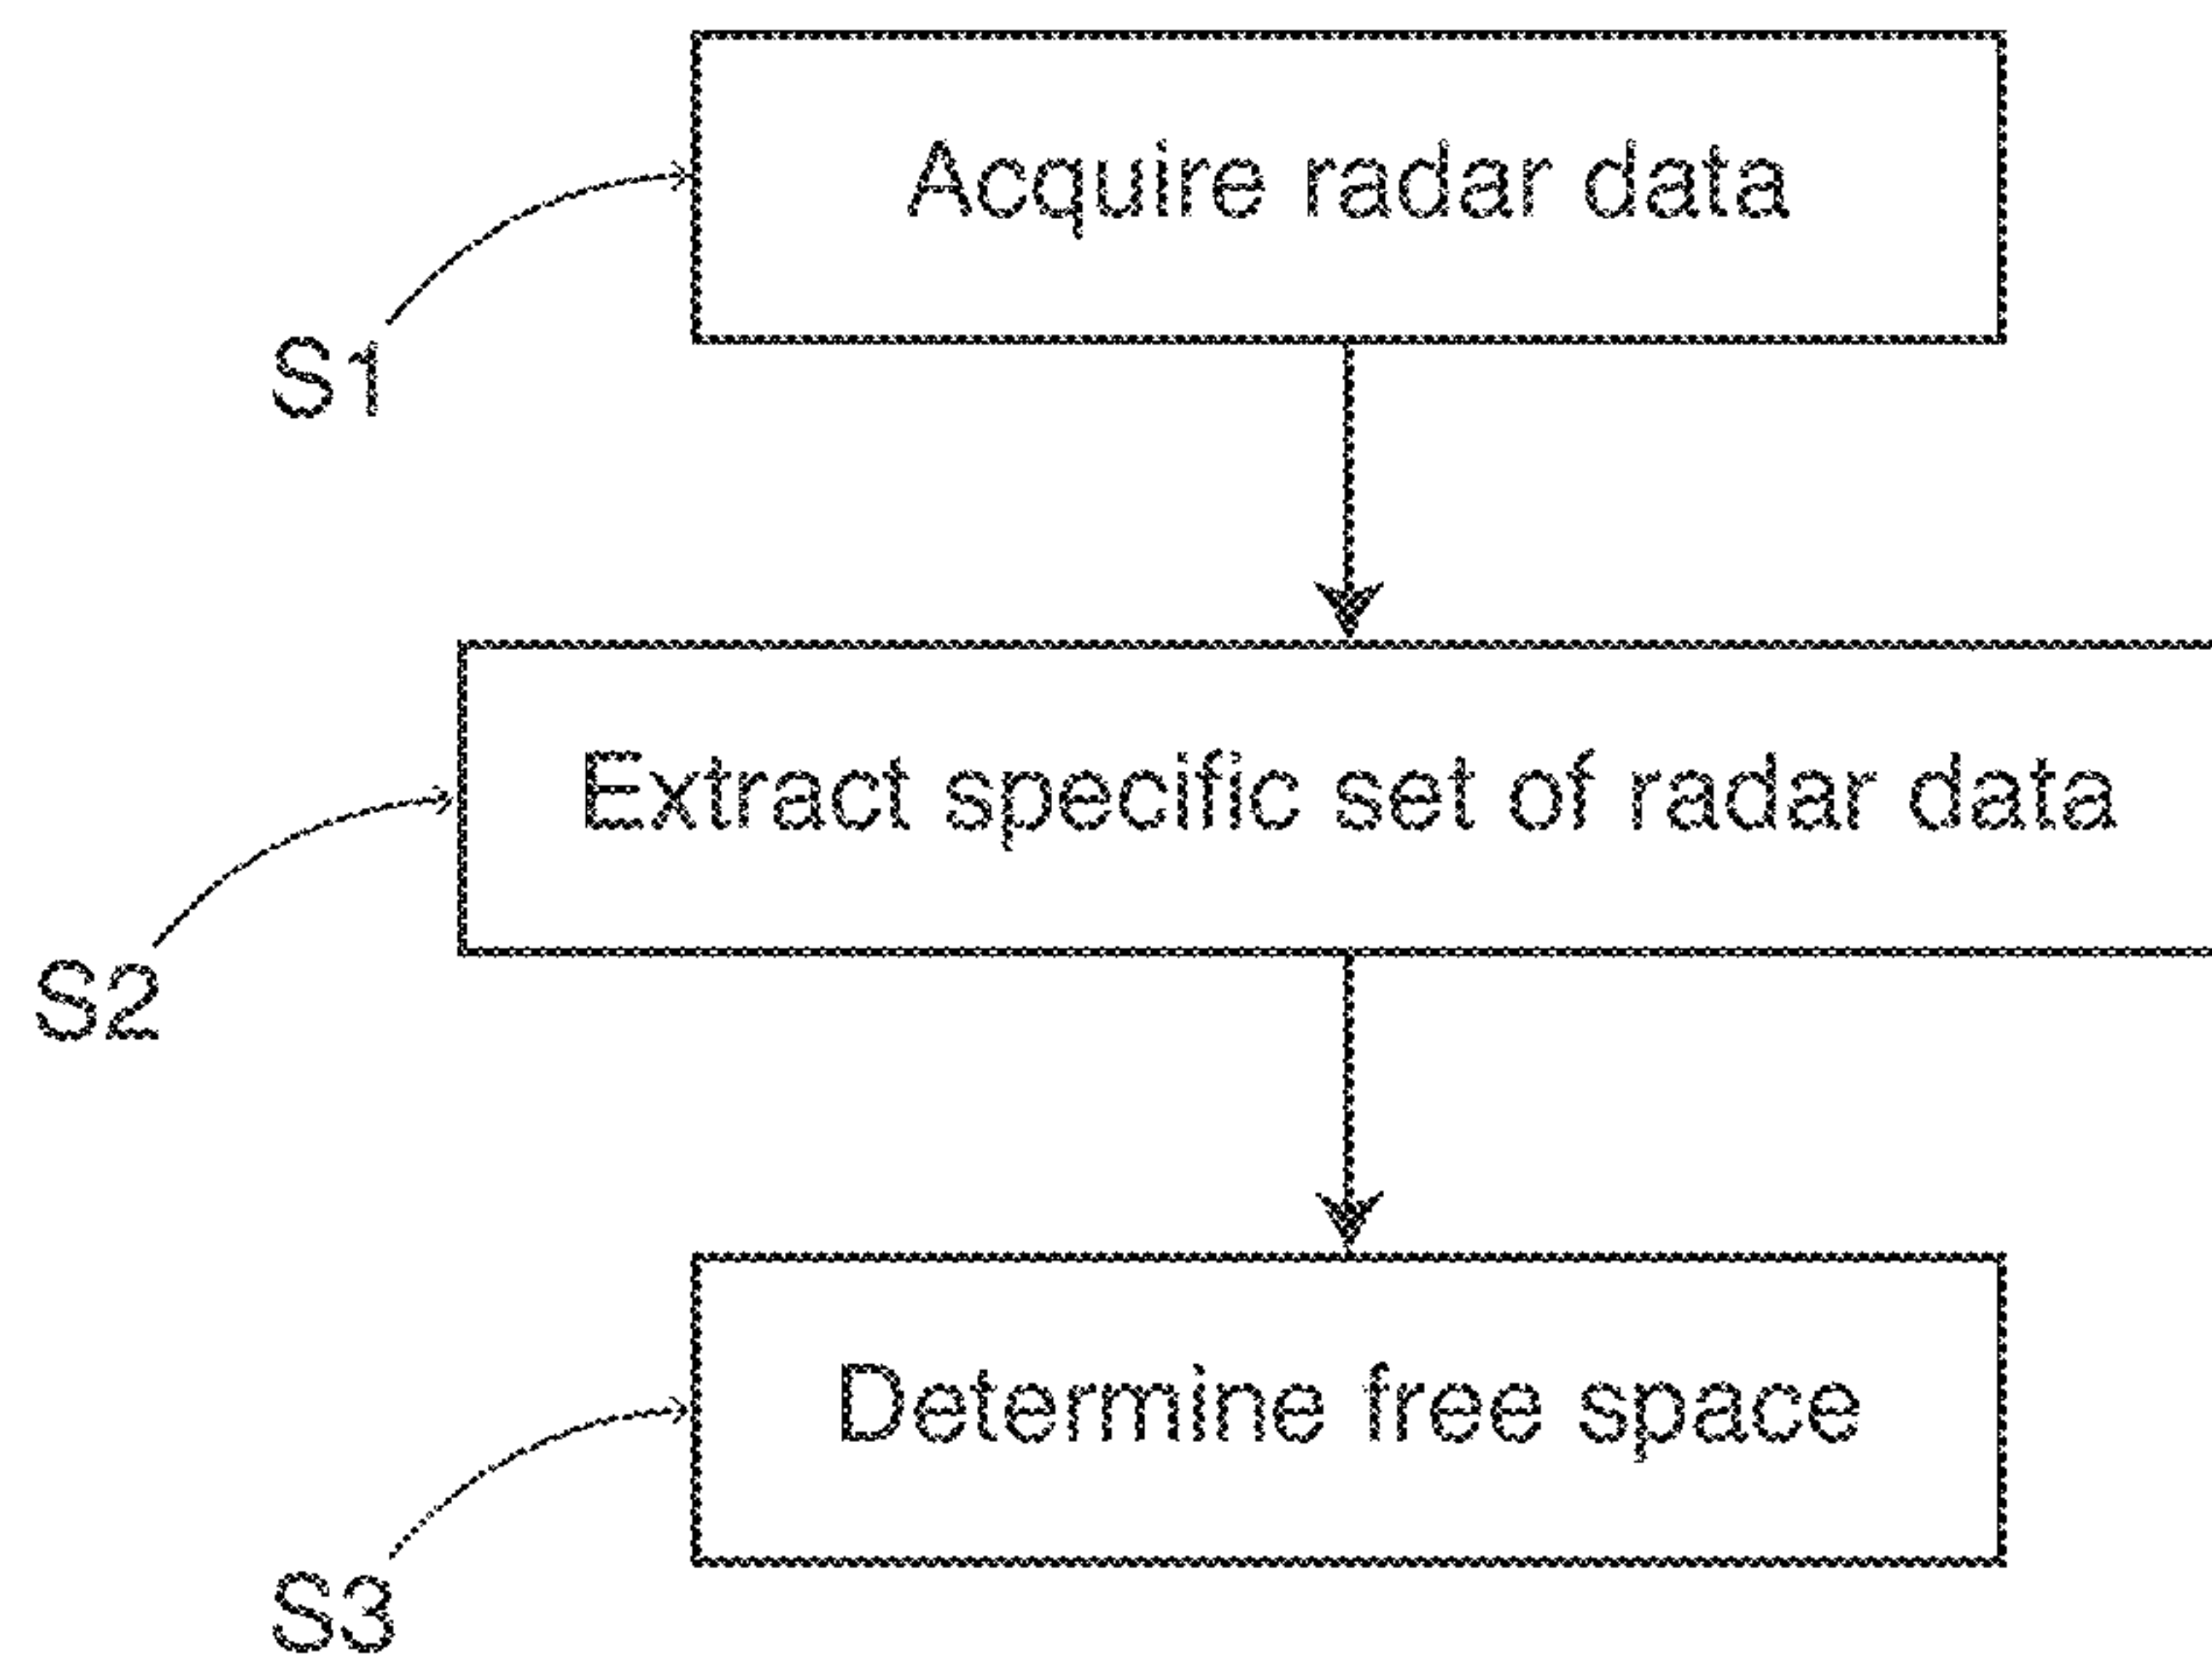 Acquire radar data
S1
Extract specific set of radar data
S2
Determine free space
S3